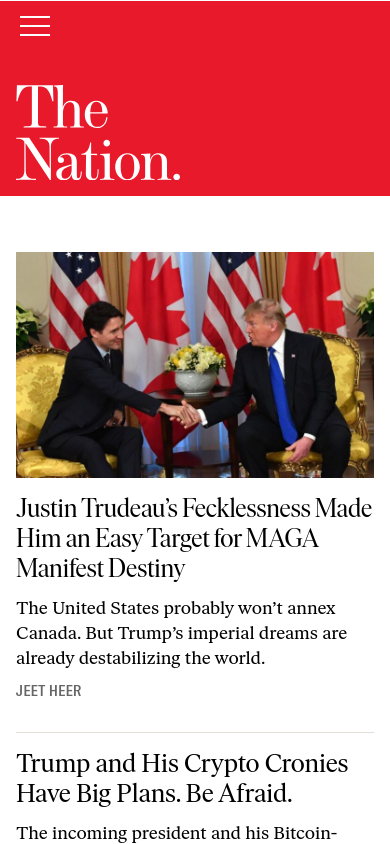 The
Nation.
Justin Trudeau’s Fecklessness Made
Him an Easy Target for MAGA
Manifest Destiny
The United States probably won’t annex
Canada. But Trump’s imperial dreams are
already destabilizing the world.
JEET HEER
Trump and His Crypto Cronies
Have Big Plans. Be Afraid.
The incoming president and his Bitcoin-